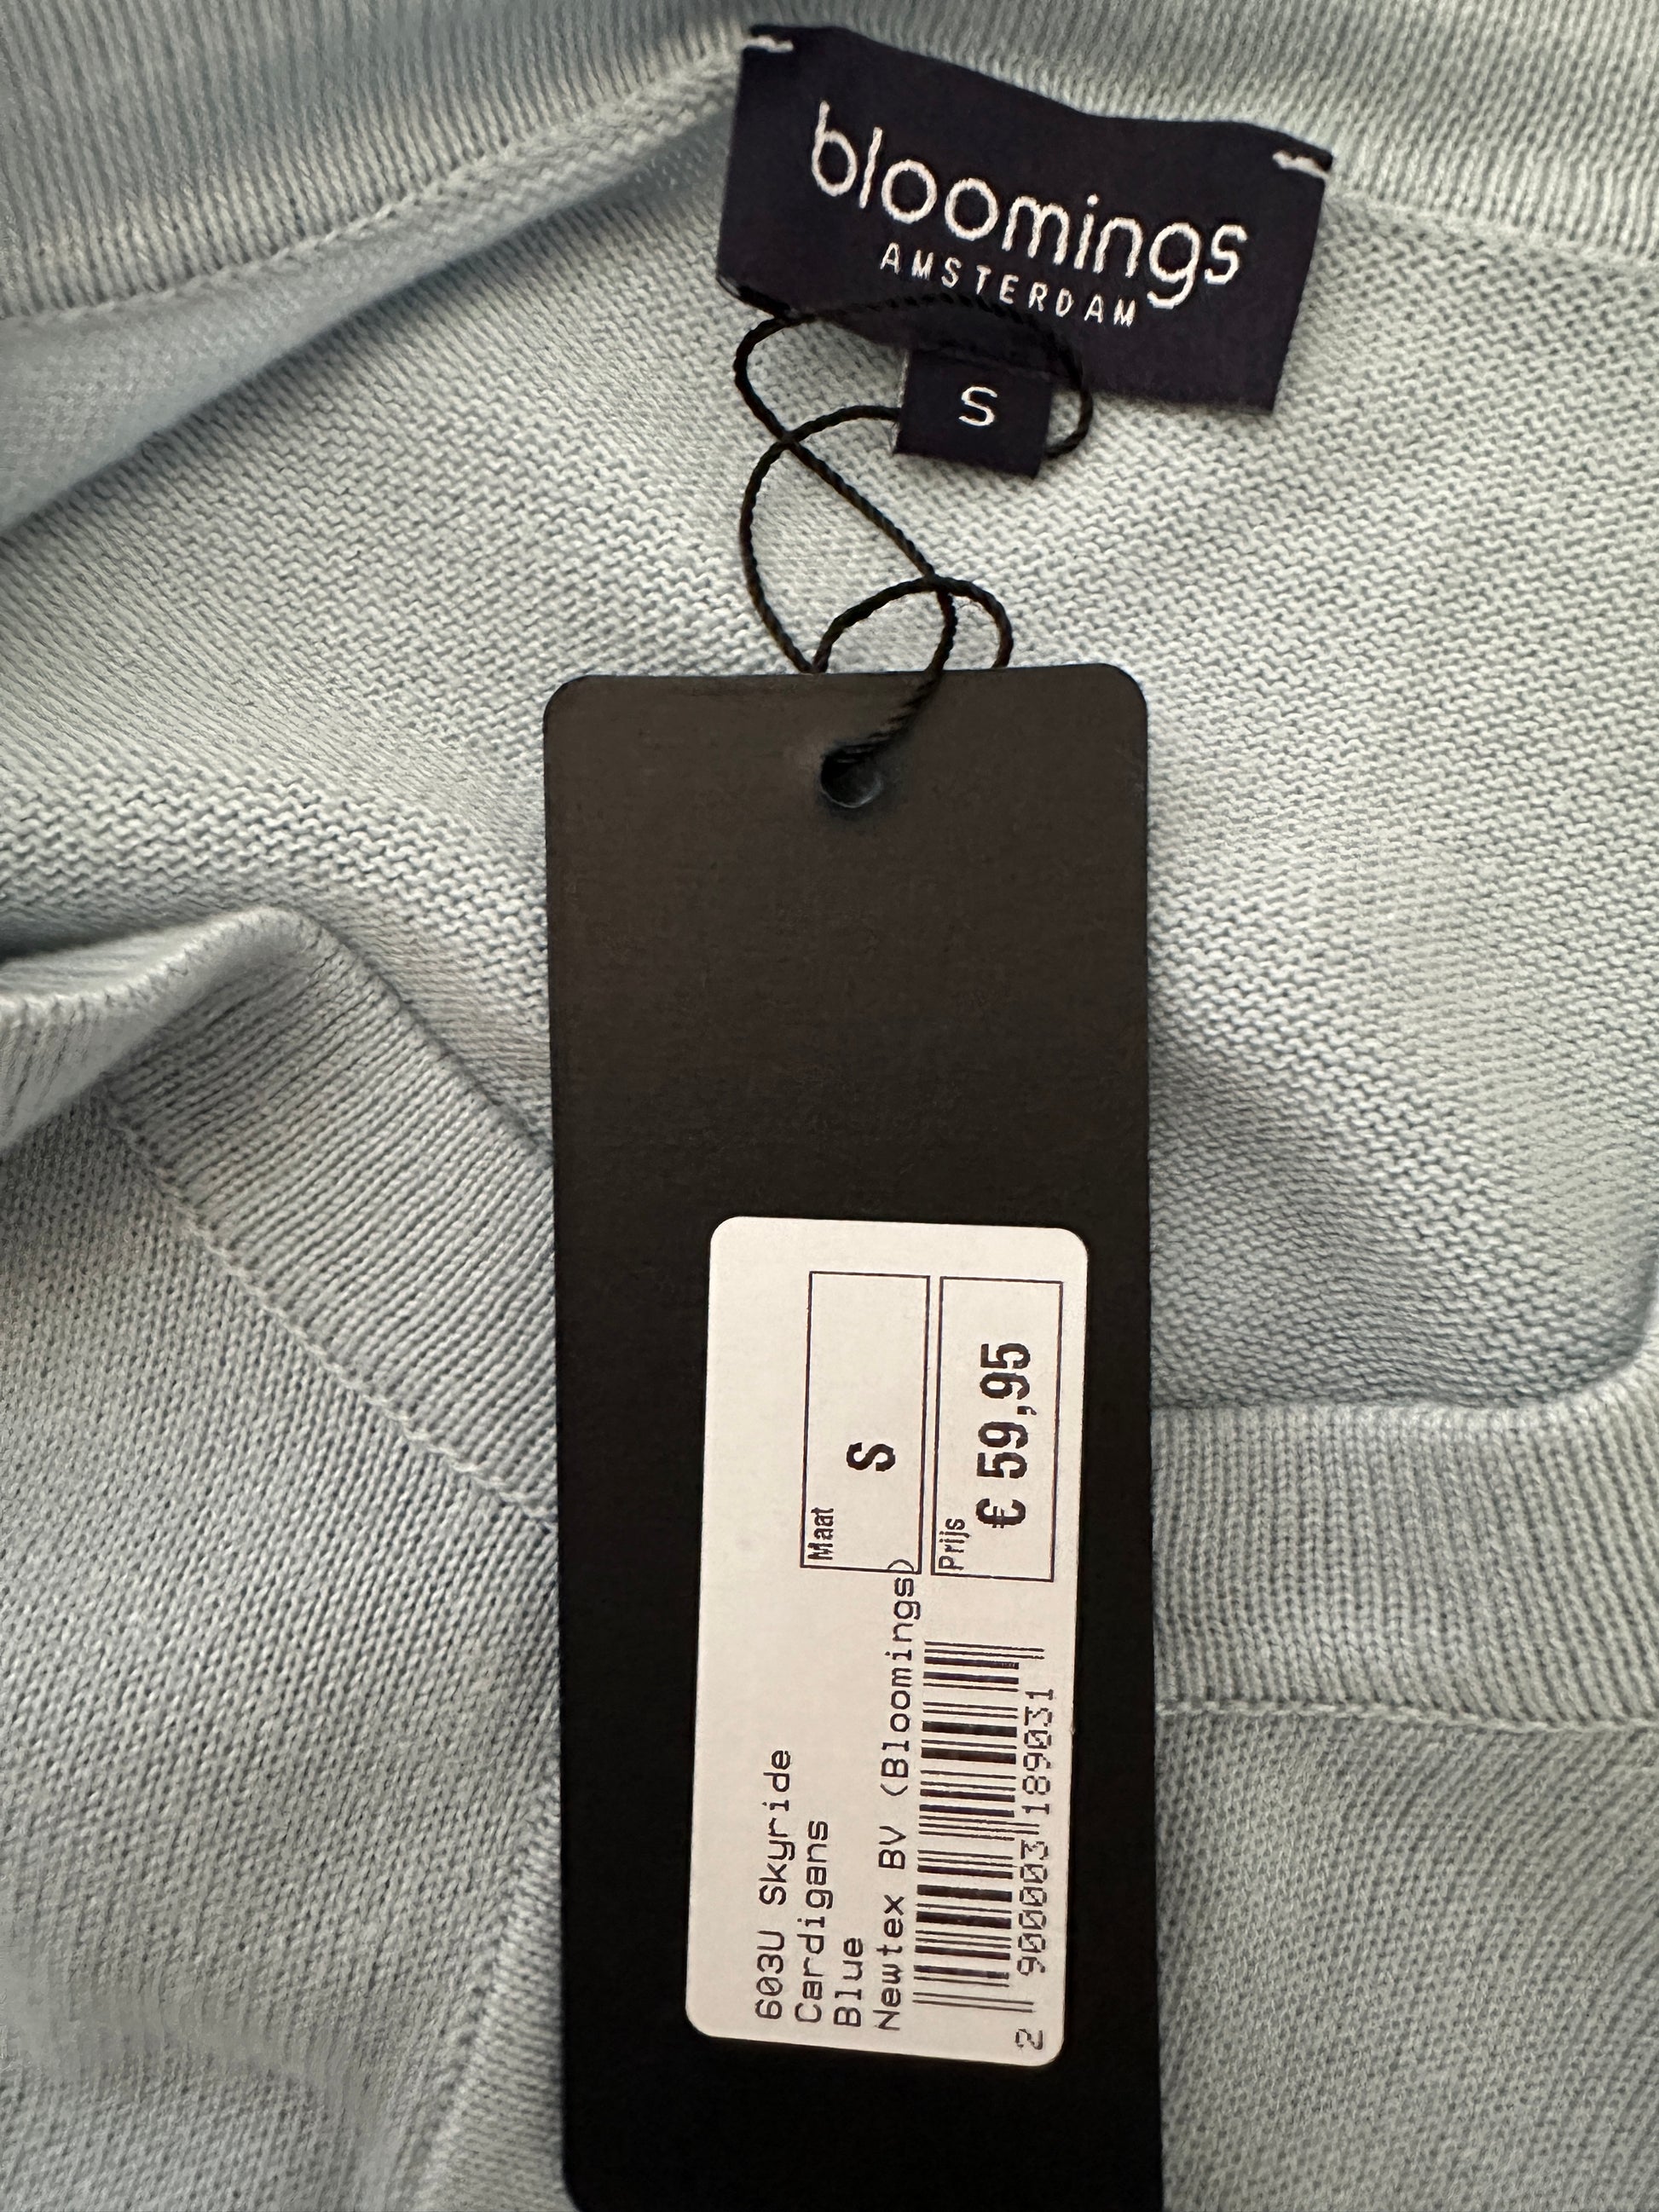 bloomings
AMSTERDAM
S
603U Skyride
Cardigans
Blue
Newtex BV (Bloomings)
2 900003 189031
Maat
S
Prijs
€ 59,95